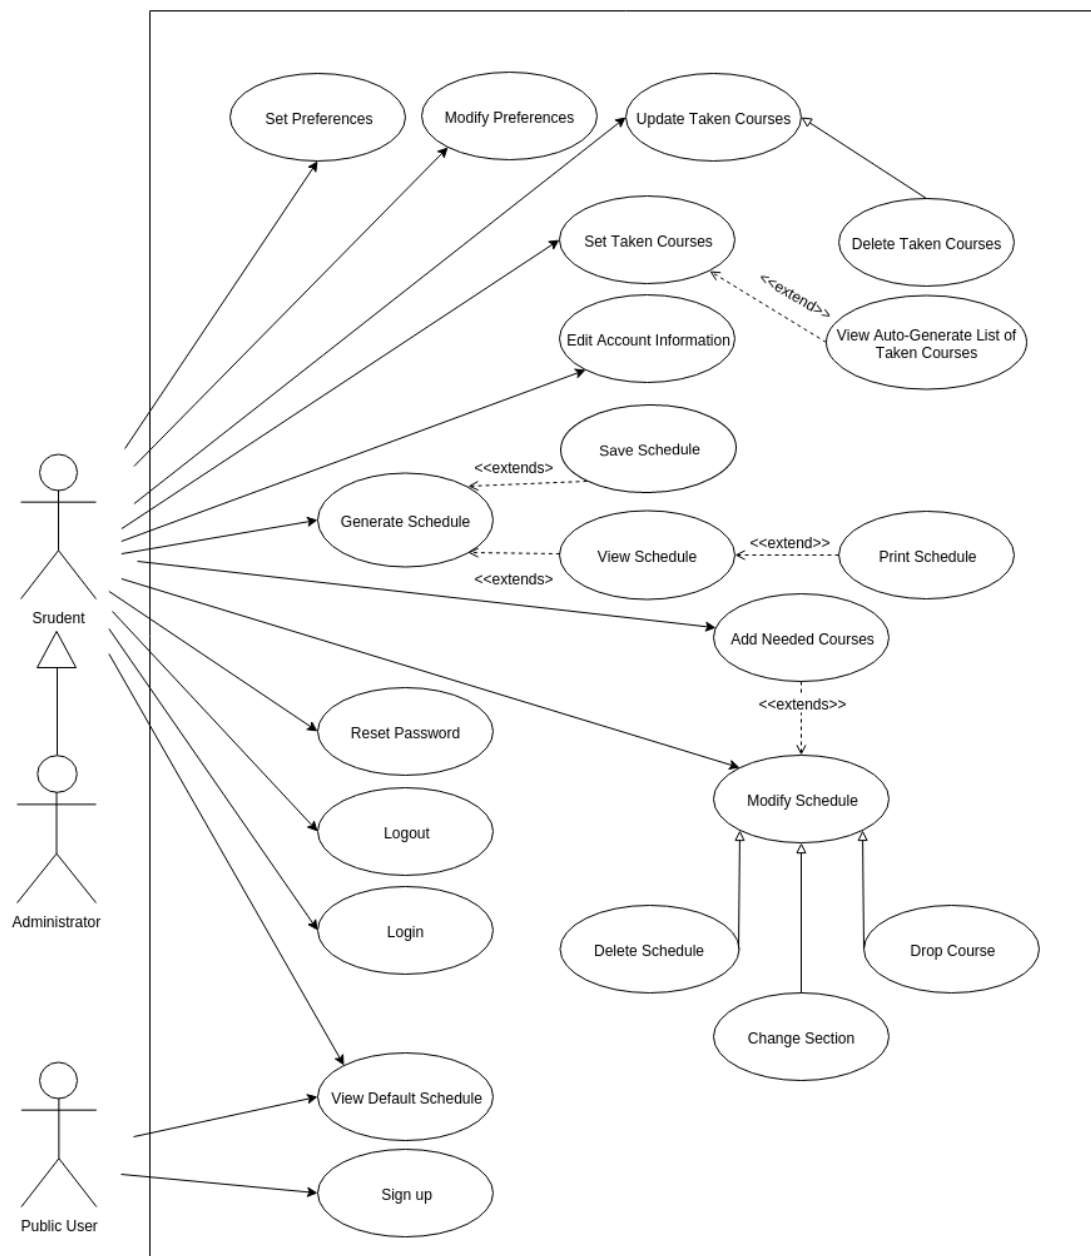 Set Preferences
Modify Preferences
Update Taken Courses
Set Taken Courses
Delete Taken Courses
<<extend>>
View Auto-Generate List of
Taken Courses
Edit Account Information
Save Schedule
<<extends>
Generate Schedule
View Schedule
<<extend>>
Print Schedule
<<extends>
Srudent
Add Needed Courses
<<extends>>
Reset Password
Modify Schedule
Logout
Administrator
Login
Delete Schedule
Drop Course
Change Section
View Default Schedule
Sign up
Public User